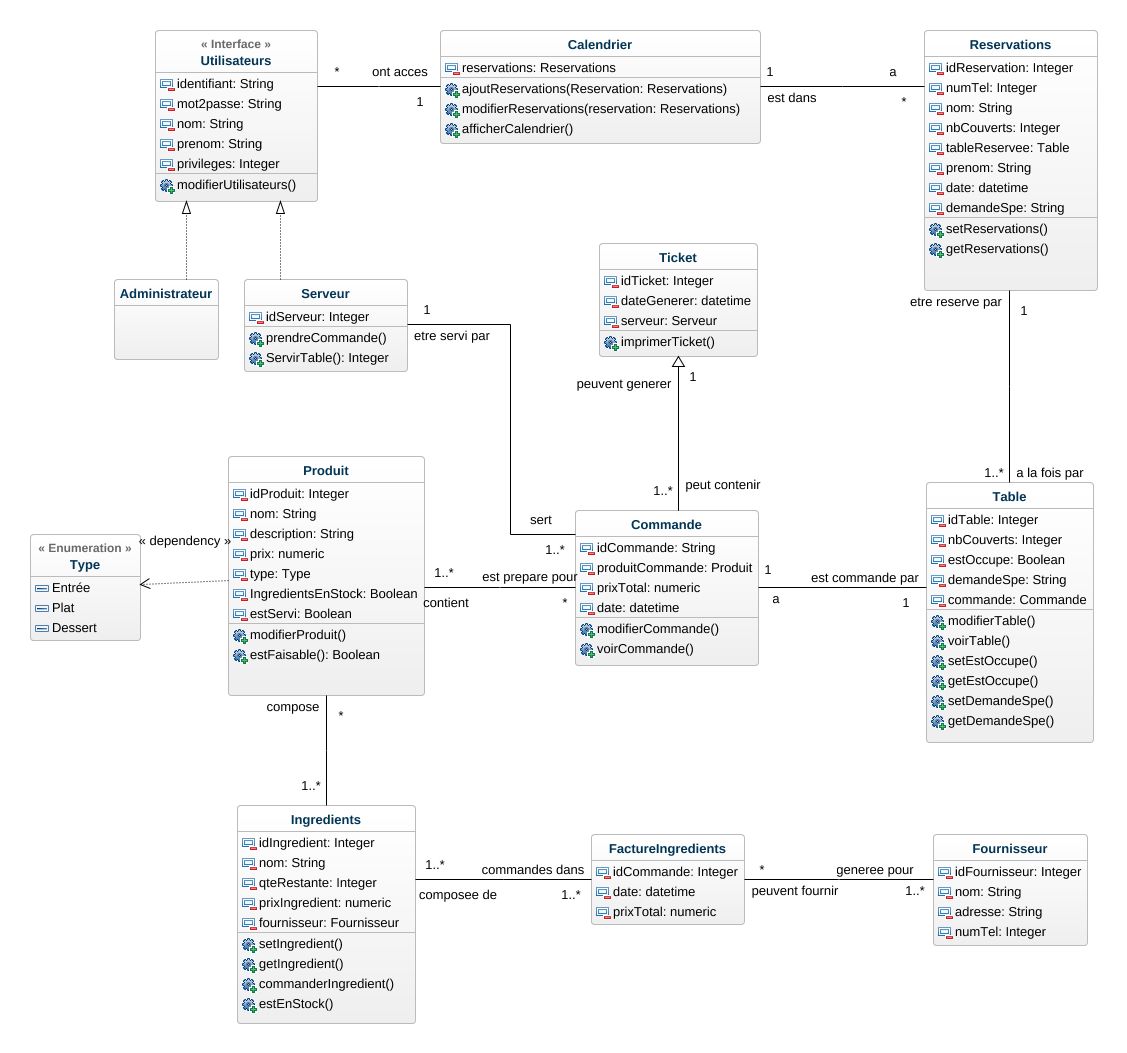 « Interface »
Utilisateurs
identifiant: String
mot2passe: String
nom: String
prenom: String
privileges: Integer
modifierUtilisateurs()
*
ont acces
1
Calendrier
reservations: Reservations
ajoutReservations(Reservation: Reservations)
modifierReservations(reservation: Reservations)
afficherCalendrier()
1
a
est dans
*
Reservations
idReservation: Integer
numTel: Integer
nom: String
nbCouverts: Integer
tableReservee: Table
prenom: String
date: datetime
demandeSpe: String
setReservations()
getReservations()
Administrateur
Serveur
idServeur: Integer
prendreCommande()
ServirTable(): Integer
1
etre servi par
Ticket
idTicket: Integer
dateGenerer: datetime
serveur: Serveur
imprimerTicket()
peuvent generer
1
etre reserve par
1
1..*
peut contenir
1..*
a la fois par
sert
1..*
« Enumeration »
Type
Entrée
Plat
Dessert
« dependency »
Produit
idProduit: Integer
nom: String
description: String
prix: numeric
type: Type
IngredientsEnStock: Boolean
estServi: Boolean
modifierProduit()
estFaisable(): Boolean
1..*
est prepare pour
contient
*
Commande
idCommande: String
produitCommande: Produit
prixTotal: numeric
date: datetime
modifierCommande()
voirCommande()
1
est commande par
a
1
Table
idTable: Integer
nbCouverts: Integer
estOccupe: Boolean
demandeSpe: String
commande: Commande
modifierTable()
voirTable()
setEstOccupe()
getEstOccupe()
setDemandeSpe()
getDemandeSpe()
compose
*
1..*
Ingredients
idIngredient: Integer
nom: String
qteRestante: Integer
prixIngredient: numeric
fournisseur: Fournisseur
setIngredient()
getIngredient()
commanderIngredient()
estEnStock()
1..*
commandes dans
composee de
1..*
FactureIngredients
idCommande: Integer
date: datetime
prixTotal: numeric
*
generee pour
peuvent fournir
1..*
Fournisseur
idFournisseur: Integer
nom: String
adresse: String
numTel: Integer